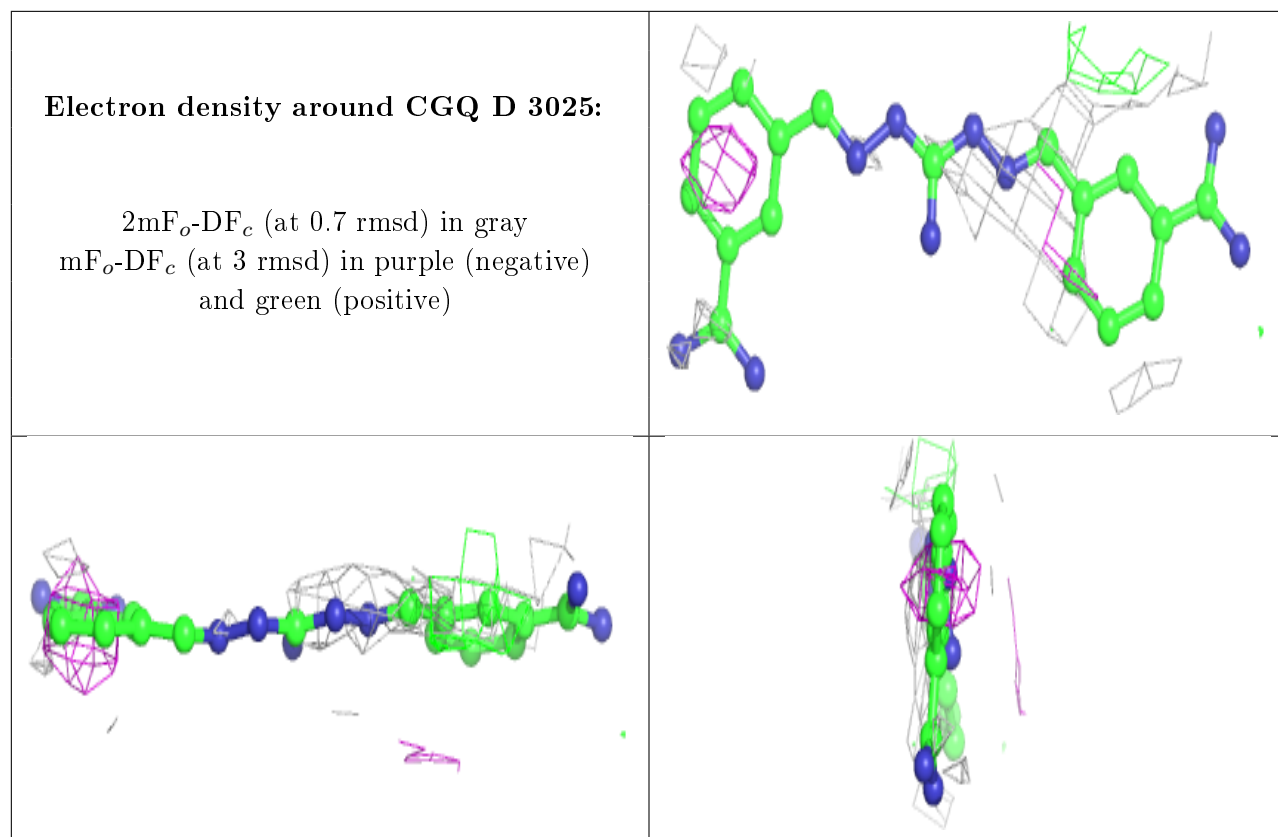 Electron density around CGQ D 3025:
2mFₒ-DF𝒸 (at 0.7 rmsd) in gray
mFₒ-DF𝒸 (at 3 rmsd) in purple (negative)
and green (positive)